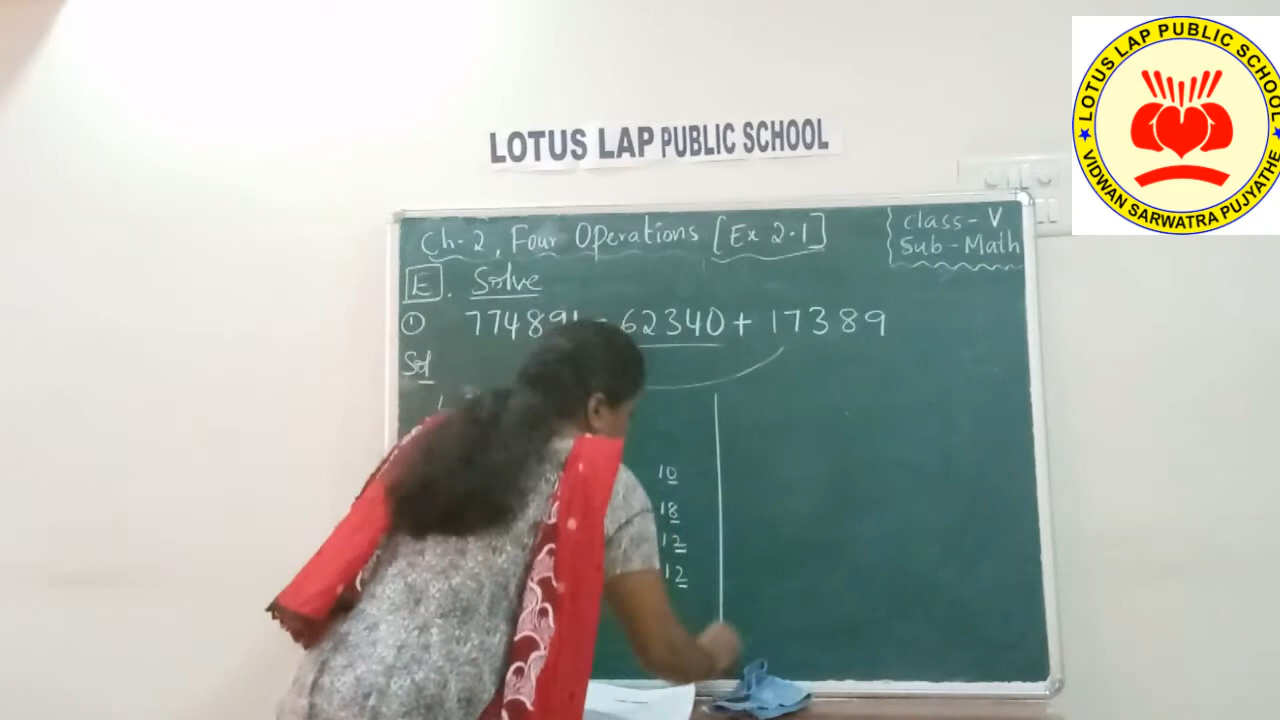 LOTUS LAP PUBLIC SCHOOL
VIDWAN SARWATRA PUJYATHE
LOTUS LAP PUBLIC SCHOOL
Ch-2, Four Operations [Ex 2.1]
Class - V
Sub - Math
E. Solve
① 774891 - 62340 + 17389
Sol
10
18
12
12